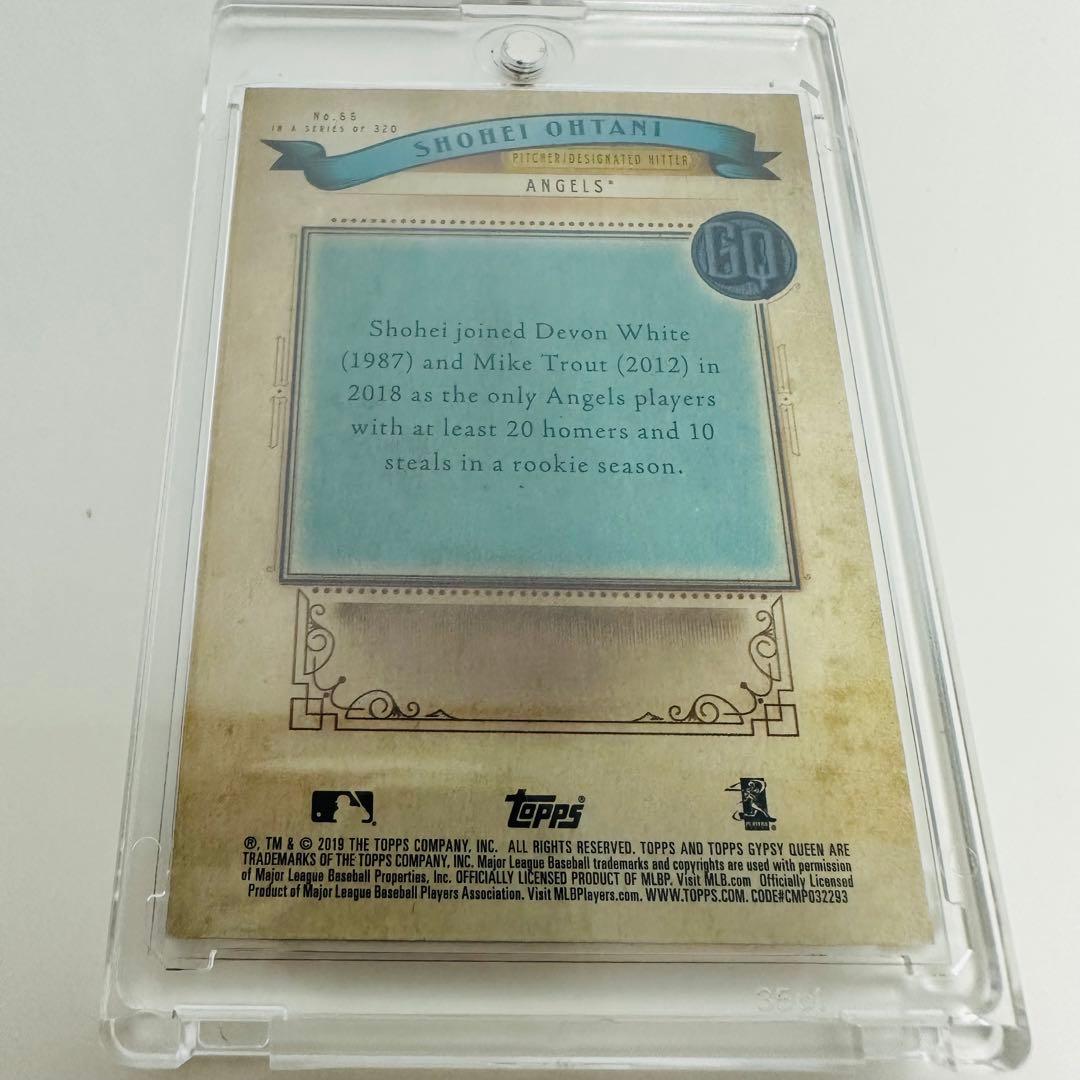 No.86
IN A SERIES OF 320
SHOHEI OHTANI
PITCHER/DESIGNATED HITTER
ANGELS
GQ
Shohei joined Devon White
(1987) and Mike Trout (2012) in
2018 as the only Angels players
with at least 20 homers and 10
steals in a rookie season.
topps®
PLAYERS
®, TM & © 2019 THE TOPPS COMPANY, INC. ALL RIGHTS RESERVED. TOPPS AND TOPPS GYPSY QUEEN ARE
TRADEMARKS OF THE TOPPS COMPANY, INC. Major League Baseball trademarks and copyrights are used with permission
of Major League Baseball Properties, Inc. OFFICIALLY LICENSED PRODUCT OF MLBP. Visit MLB.com Officially Licensed
Product of Major League Baseball Players Association. Visit MLBPlayers.com. WWW.TOPPS.COM. CODE#CMP032293
35pt